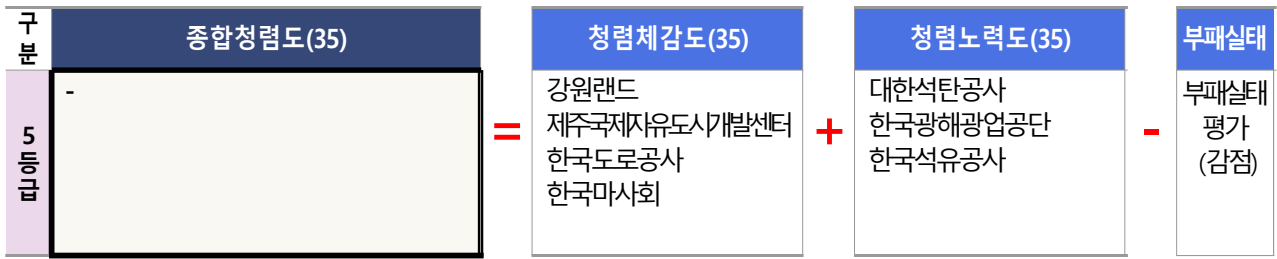 구분 종합청렴도(35) 청렴체감도(35) 청렴노력도(35) 부패실태
5등급
-
=
강원랜드
제주국제자유도시개발센터
한국도로공사
한국마사회
+
대한석탄공사
한국광해광업공단
한국석유공사
-
부패실태
평가
(감점)